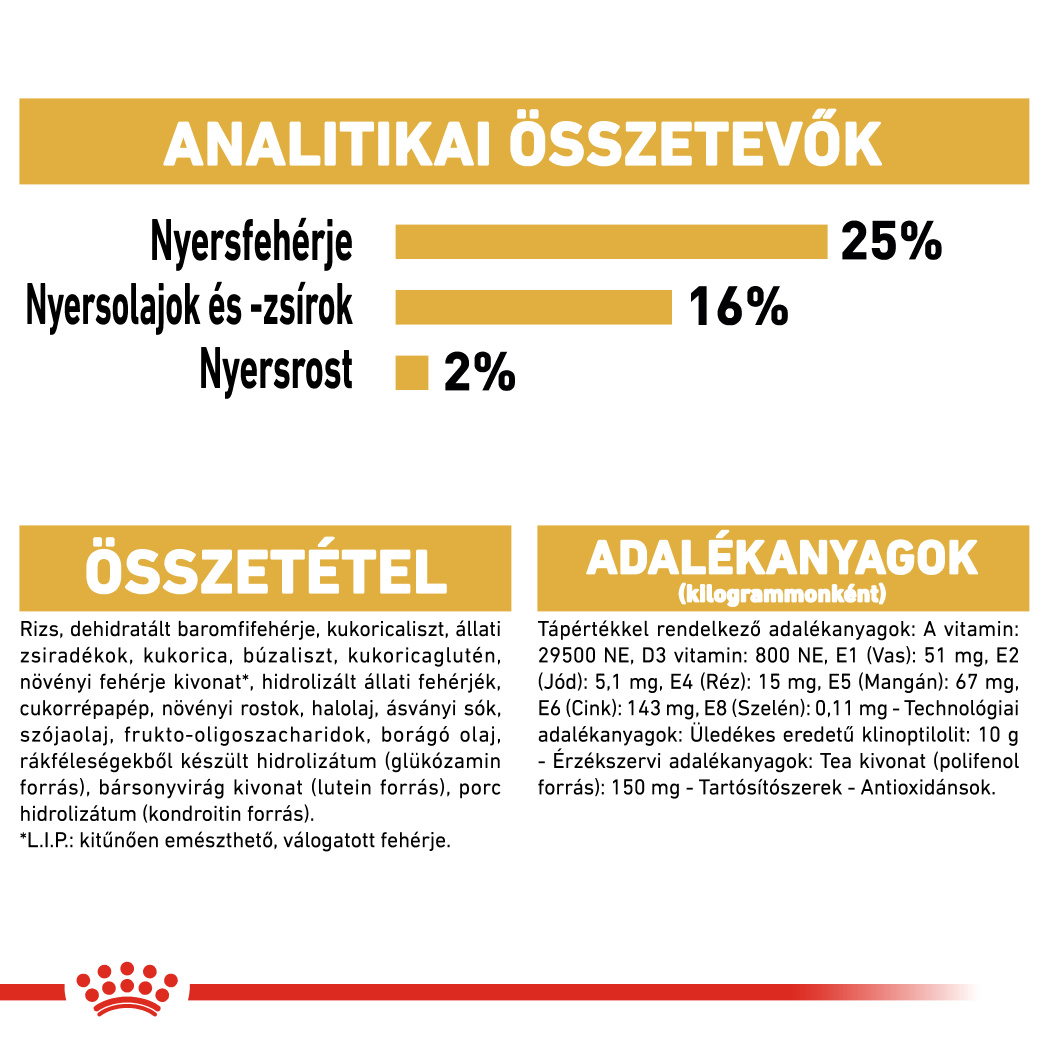 ANALITIKAI ÖSSZETEVŐK
Nyersfehérje 25%
Nyersolajok és -zsírok 16%
Nyersrost 2%
ÖSSZETÉTEL
Rizs, dehidratált baromfifehérje, kukoricaliszt, állati
zsiradékok, kukorica, búzaliszt, kukoricaglutén,
növényi fehérje kivonat*, hidrolizált állati fehérjék,
cukorrépapép, növényi rostok, halolaj, ásványi sók,
szójaolaj, frukto-oligoszacharidok, borágó olaj,
rákféleségekből készült hidrolizátum (glükózamin
forrás), bársonyvirág kivonat (lutein forrás), porc
hidrolizátum (kondroitin forrás).
*L.I.P.: kitűnően emészthető, válogatott fehérje.
ADALÉKANYAGOK
(kilogrammonként)
Tápértékkel rendelkező adalékanyagok: A vitamin:
29500 NE, D3 vitamin: 800 NE, E1 (Vas): 51 mg, E2
(Jód): 5,1 mg, E4 (Réz): 15 mg, E5 (Mangán): 67 mg,
E6 (Cink): 143 mg, E8 (Szelén): 0,11 mg - Technológiai
adalékanyagok: Üledékes eredetű klinoptilolit: 10 g
- Érzékszervi adalékanyagok: Tea kivonat (polifenol
forrás): 150 mg - Tartósítószerek - Antioxidánsok.